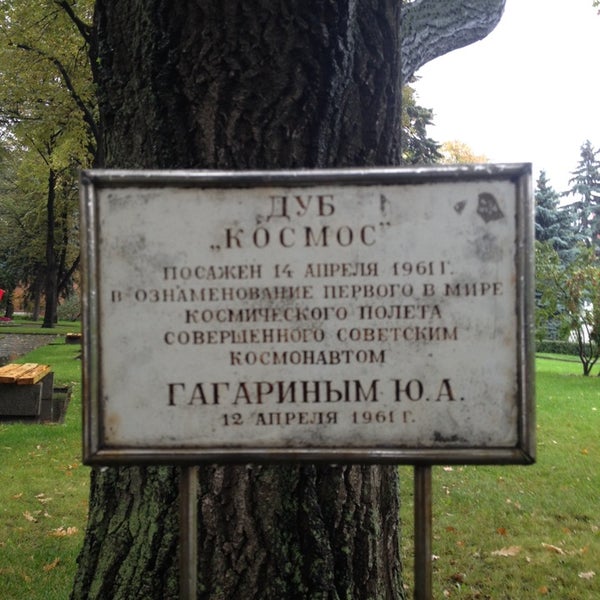 ДУБ
„КОСМОС"
ПОСАЖЕН 14 АПРЕЛЯ 1961 Г.
В ОЗНАМЕНОВАНИЕ ПЕРВОГО В МИРЕ
КОСМИЧЕСКОГО ПОЛЕТА
СОВЕРШЕННОГО СОВЕТСКИМ
КОСМОНАВТОМ
ГАГАРИНЫМ Ю.А.
12 АПРЕЛЯ 1961 Г.